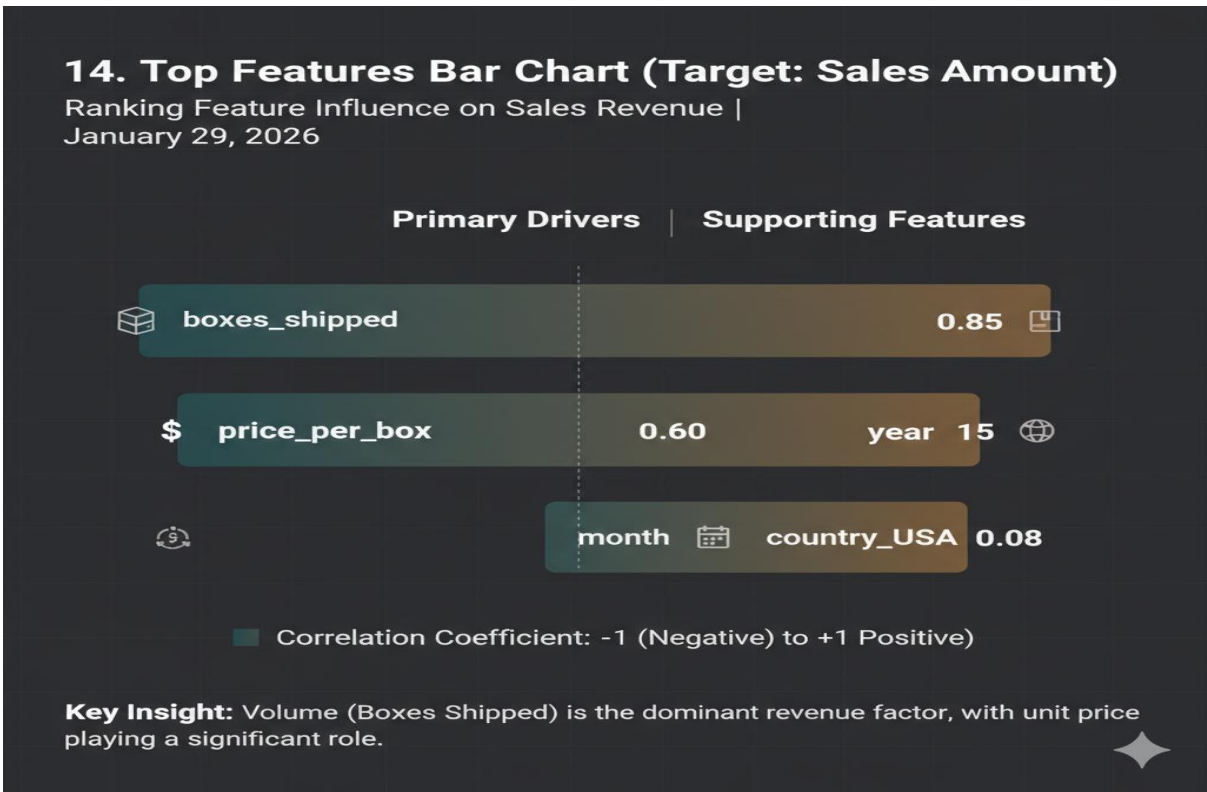 14. Top Features Bar Chart (Target: Sales Amount)
Ranking Feature Influence on Sales Revenue |
January 29, 2026
Primary Drivers | Supporting Features
boxes_shipped 0.85
$ price_per_box 0.60 year 15
month country_USA 0.08
Correlation Coefficient: -1 (Negative) to +1 Positive)
Key Insight: Volume (Boxes Shipped) is the dominant revenue factor, with unit price
playing a significant role.